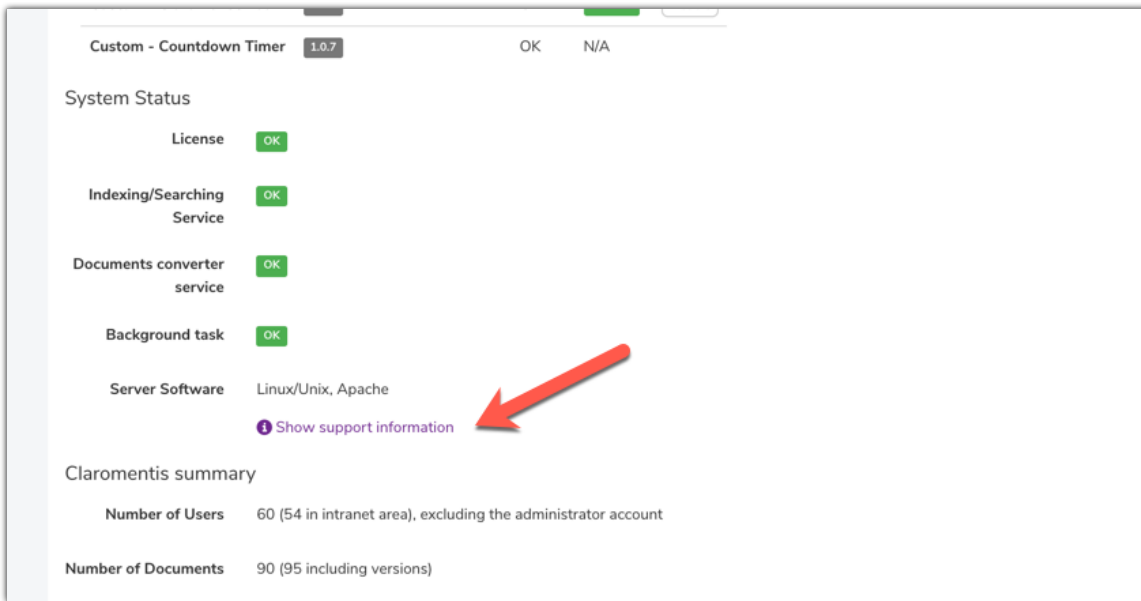 Custom - Countdown Timer 1.0.7 OK N/A
System Status
License OK
Indexing/Searching OK
Service
Documents converter OK
service
Background task OK
Server Software Linux/Unix, Apache
Show support information
Claromentis summary
Number of Users 60 (54 in intranet area), excluding the administrator account
Number of Documents 90 (95 including versions)